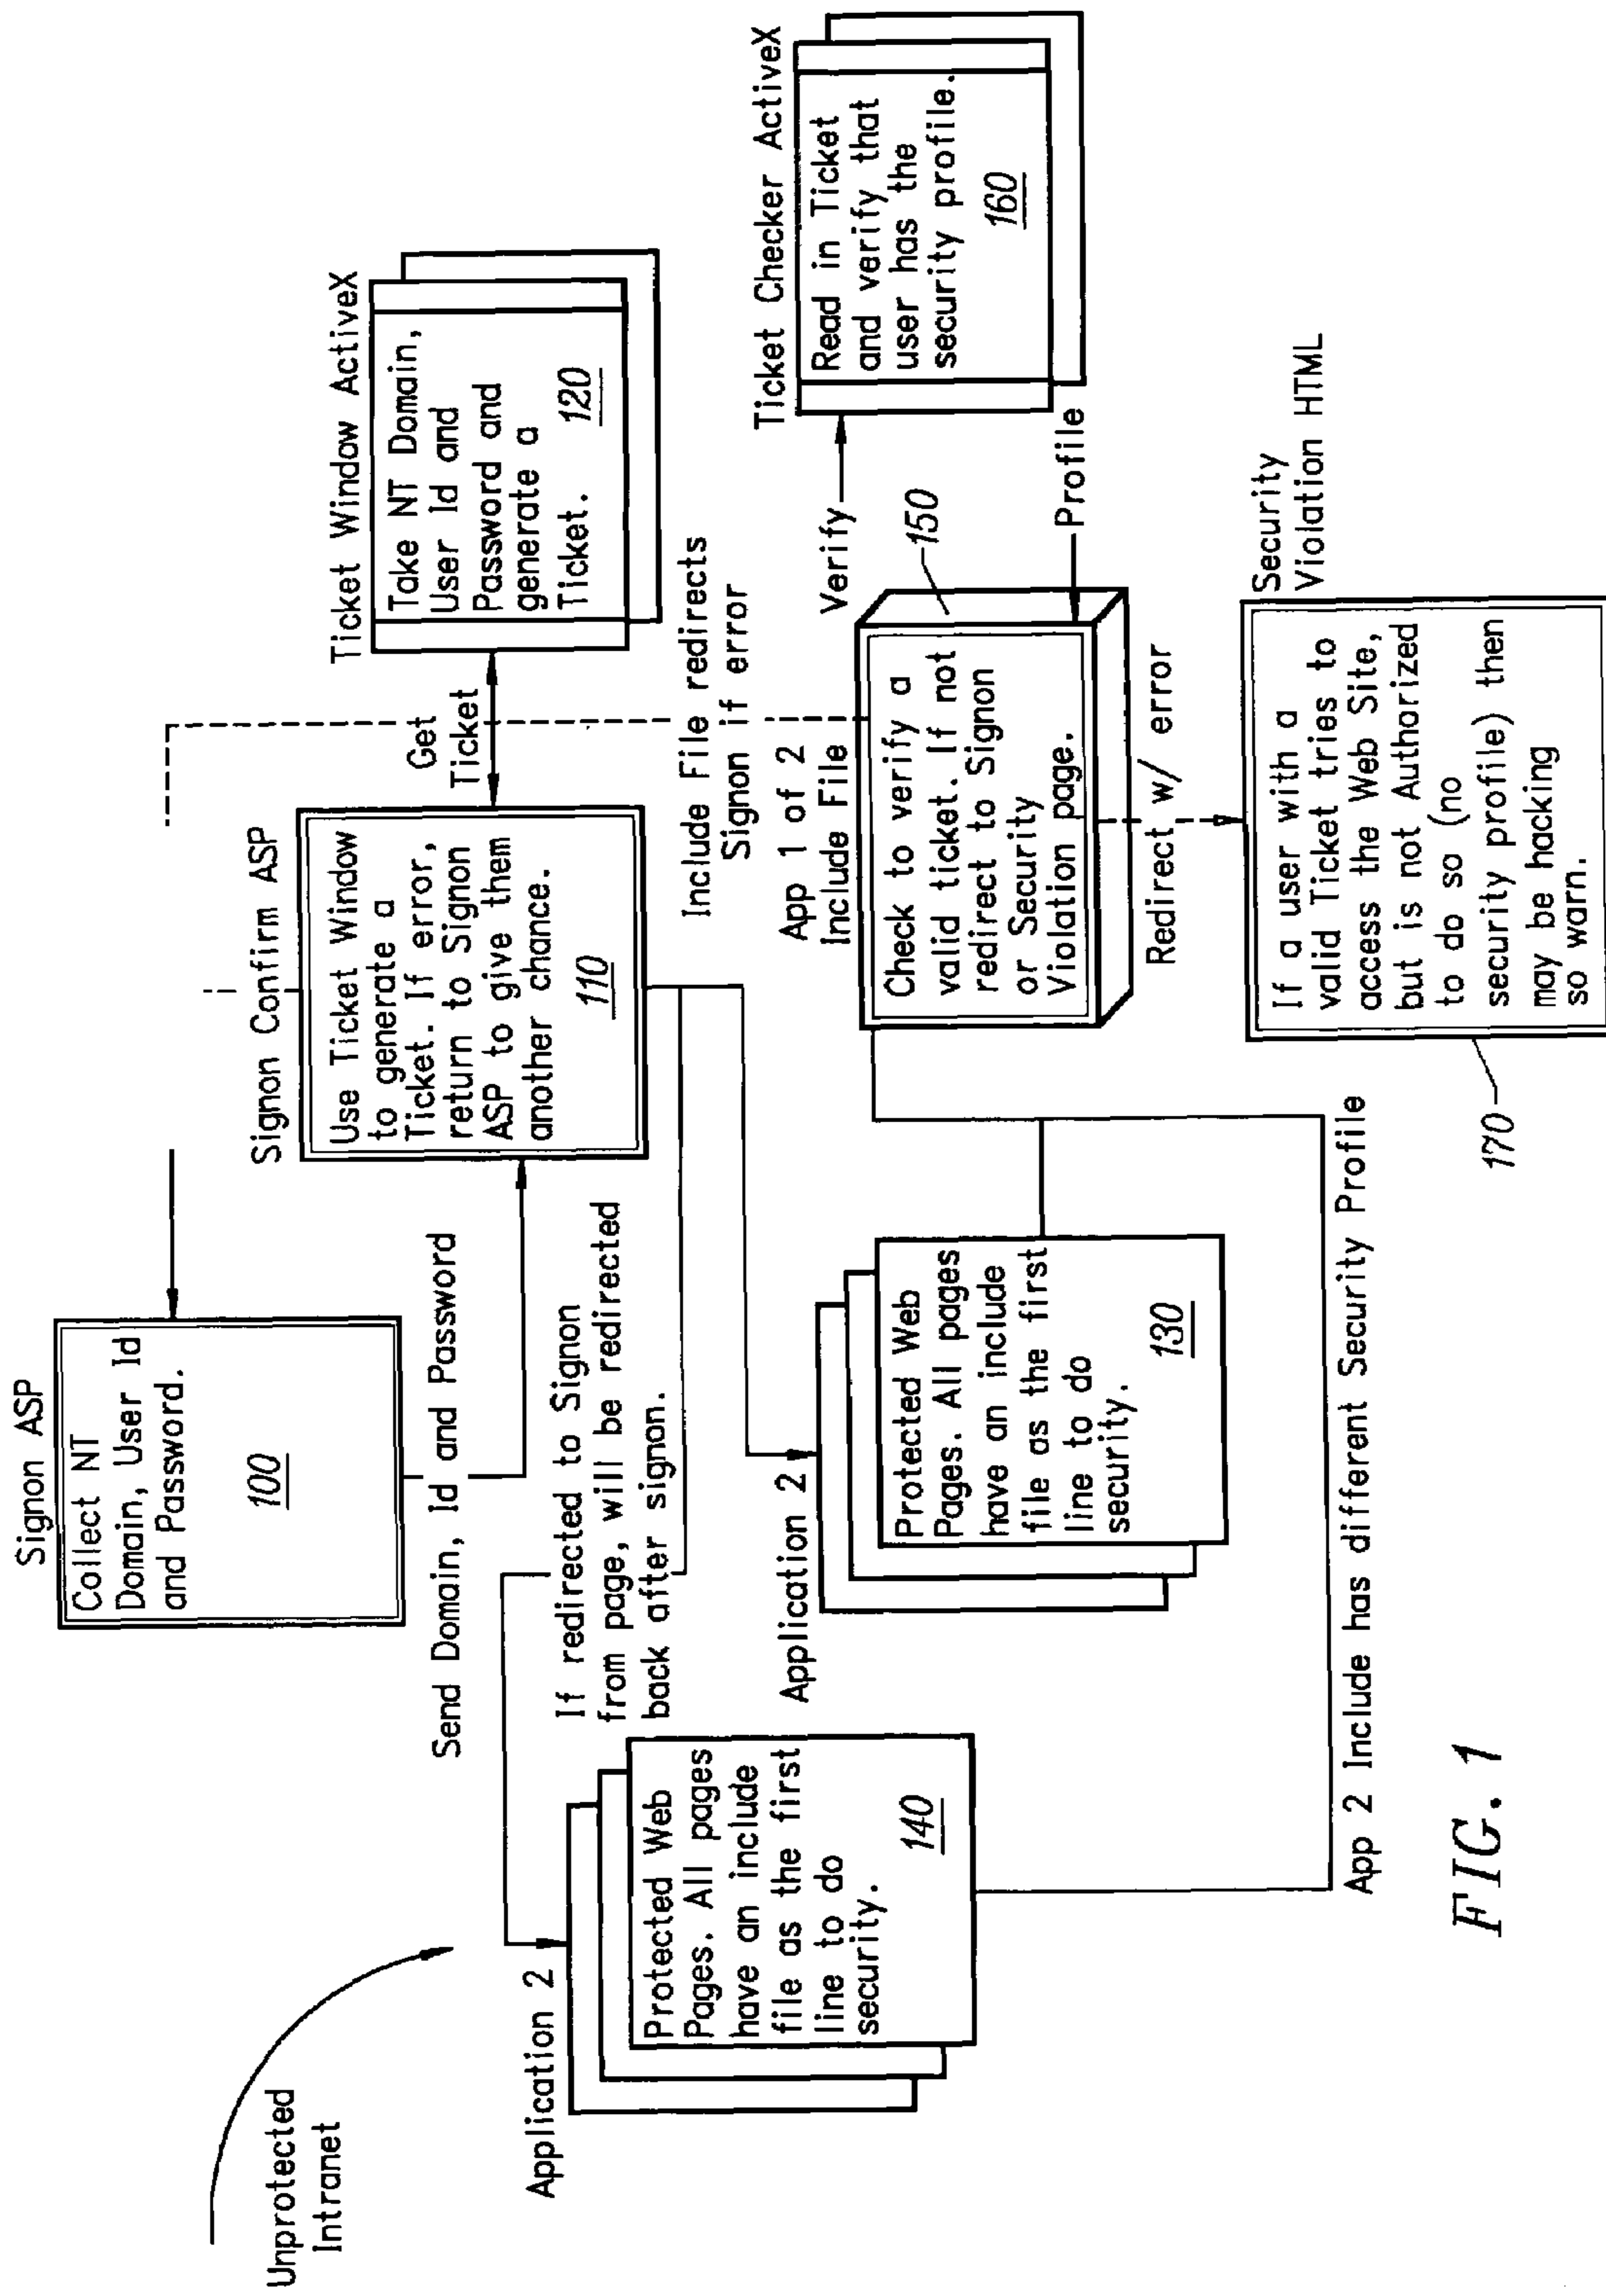 Signon ASP
Collect NT
Domain, User Id
and Password.
100
Send Domain, Id and Password
Signon Confirm ASP
Use Ticket Window
to generate a
Ticket. If error,
return to Signon
ASP to give them
another chance.
110
Get
Ticket
Ticket Window ActiveX
Take NT Domain,
User Id and
Password and
generate a
Ticket.
120
Unprotected
Intranet
If redirected to Signon
from page, will be redirected
back after signon.
Include File redirects
Signon if error
Application 2
Protected Web
Pages. All pages
have an include
file as the first
line to do
security.
140
Application 2
Protected Web
Pages. All pages
have an include
file as the first
line to do
security.
130
App 1 of 2
Include File
Check to verify a
valid ticket. If not
redirect to Signon
or Security
Violation page.
150
Verify
Profile
Ticket Checker ActiveX
Read in Ticket
and verify that
user has the
security profile.
160
Redirect w/ error
Security
Violation HTML
If a user with a
valid Ticket tries to
access the Web Site,
but is not Authorized
to do so (no
security profile) then
may be hacking
so warn.
170
App 2 Include has different Security Profile
FIG. 1